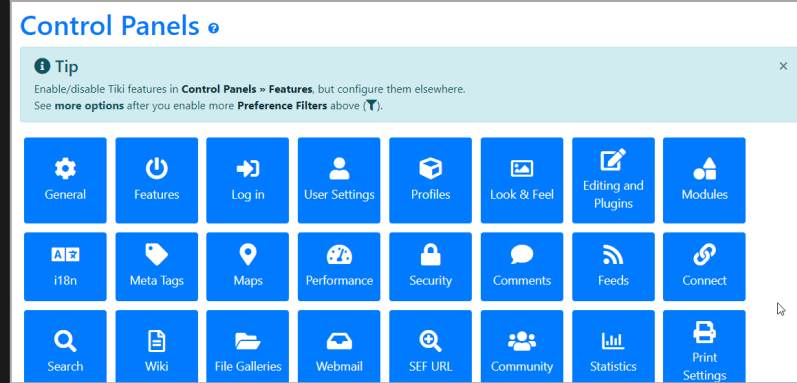 Control Panels
Tip
Enable/disable Tiki features in Control Panels » Features, but configure them elsewhere.
See more options after you enable more Preference Filters above ( ).
General
Features
Log in
User Settings
Profiles
Look & Feel
Editing and
Plugins
Modules
i18n
Meta Tags
Maps
Performance
Security
Comments
Feeds
Connect
Search
Wiki
File Galleries
Webmail
SEF URL
Community
Statistics
Print
Settings